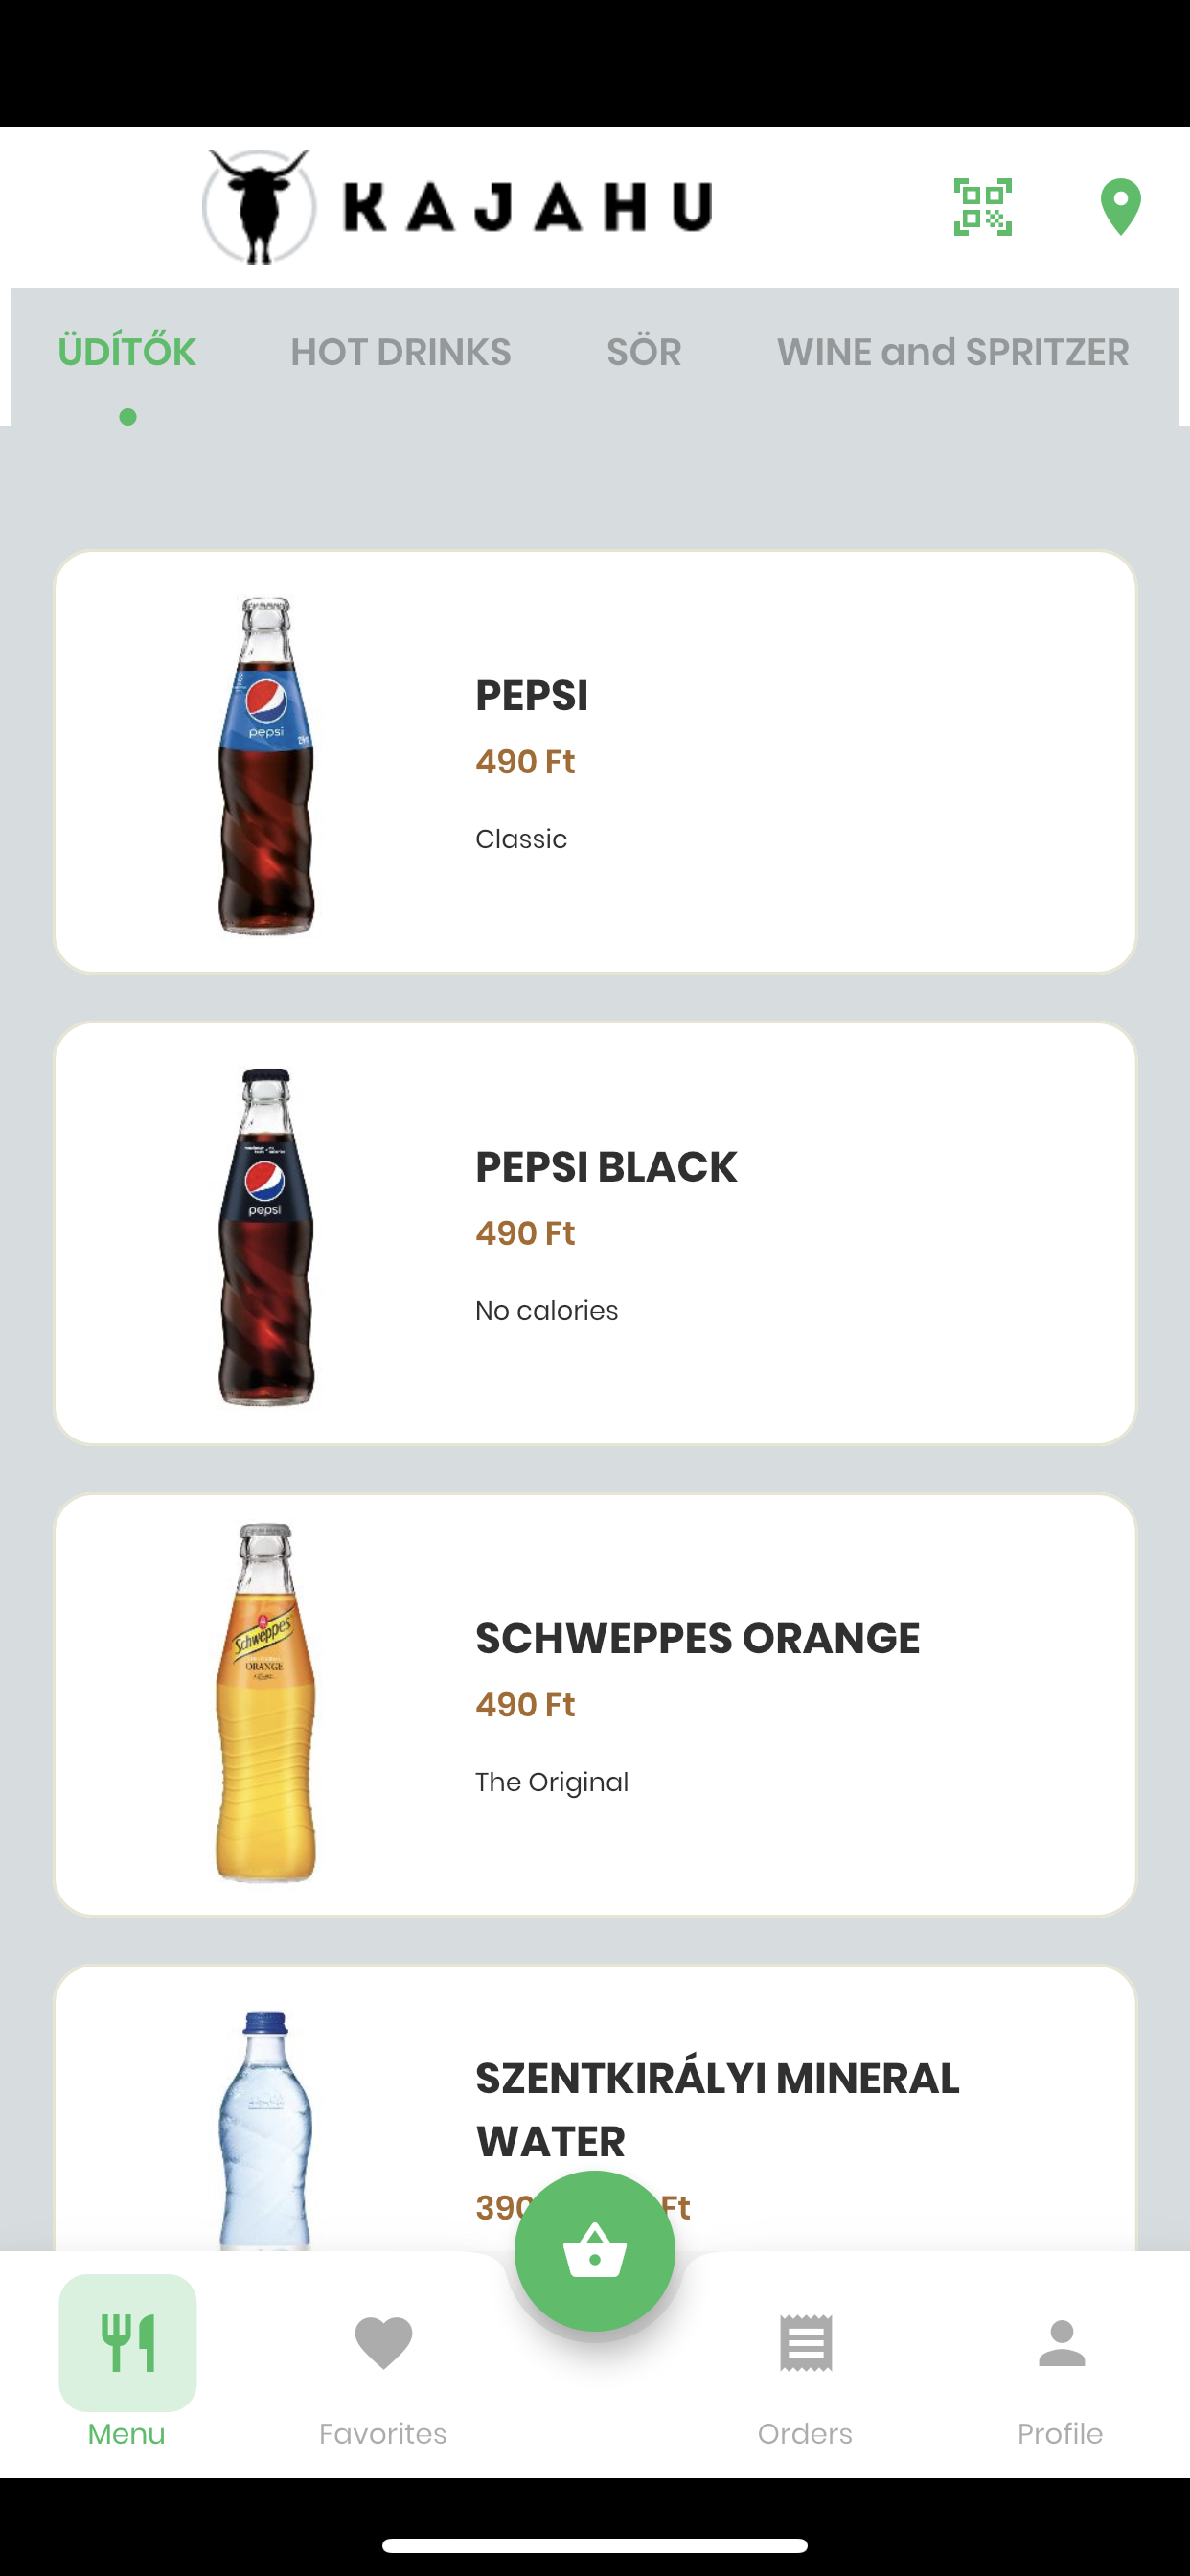 KAJAHU
ÜDÍTŐK HOT DRINKS SÖR WINE and SPRITZER
pepsi
PEPSI
490 Ft
Classic
pepsi
PEPSI BLACK
490 Ft
No calories
Schweppes
ORANGE
SCHWEPPES ORANGE
490 Ft
The Original
SZENTKIRÁLYI MINERAL
WATER
390 Ft
Menu Favorites Orders Profile